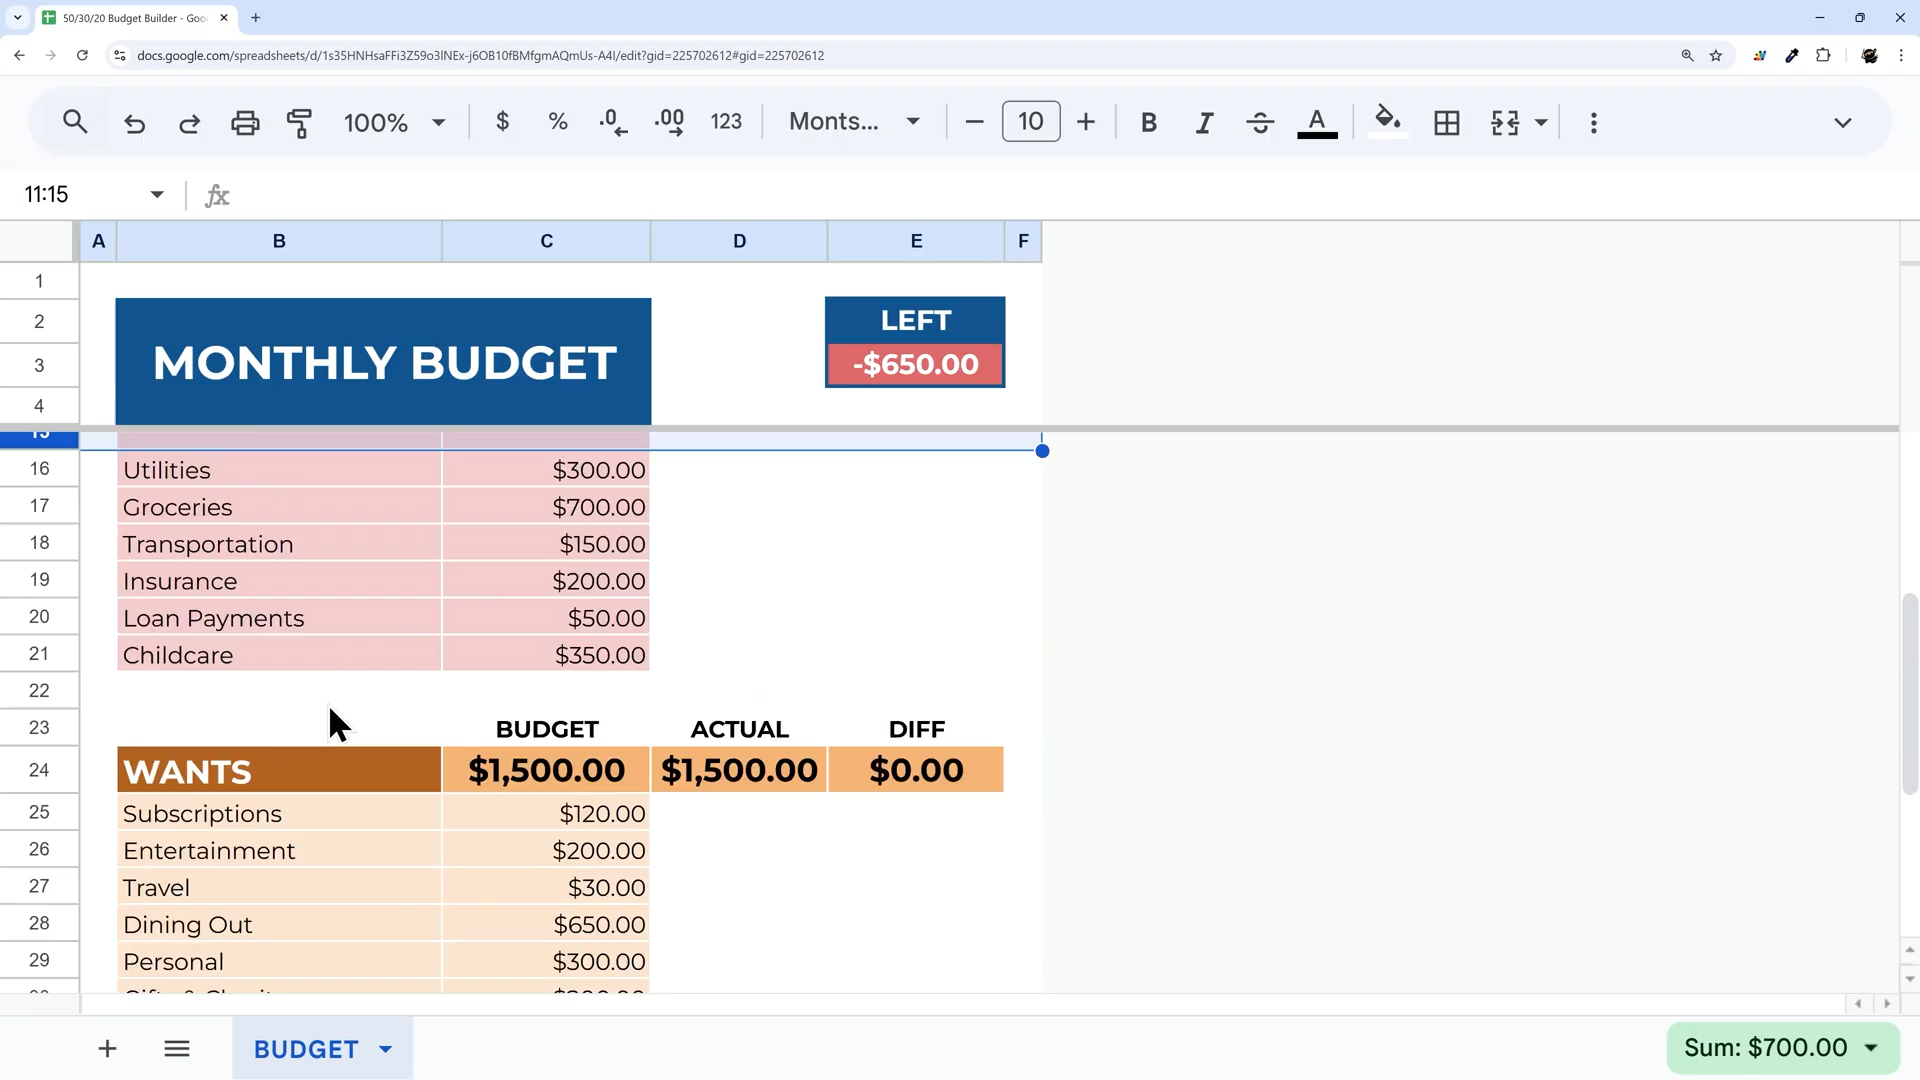 50/30/20 Budget Builder - Goo
docs.google.com/spreadsheets/d/1s35HNHsaFFi3Z59o3lNEx-j6OB10fBMfgmAQmUs-A4I/edit?gid=225702612#gid=225702612
100% $ % .0 .00 123 Monts... 10 B I A
11:15 fx
A B C D E F
1
2 LEFT
3 MONTHLY BUDGET -$650.00
4
15
16 Utilities $300.00
17 Groceries $700.00
18 Transportation $150.00
19 Insurance $200.00
20 Loan Payments $50.00
21 Childcare $350.00
22
23 BUDGET ACTUAL DIFF
24 WANTS $1,500.00 $1,500.00 $0.00
25 Subscriptions $120.00
26 Entertainment $200.00
27 Travel $30.00
28 Dining Out $650.00
29 Personal $300.00
BUDGET Sum: $700.00